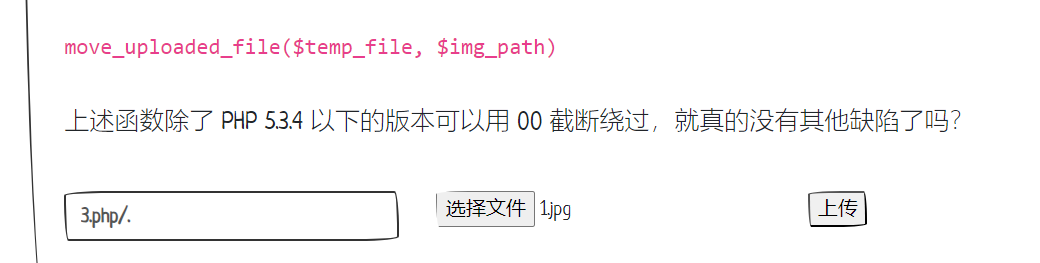 move_uploaded_file($temp_file, $img_path)
上述函数除了 PHP 5.3.4 以下的版本可以用 00 截断绕过，就真的没有其他缺陷了吗？
3.php/. 选择文件 1.jpg 上传